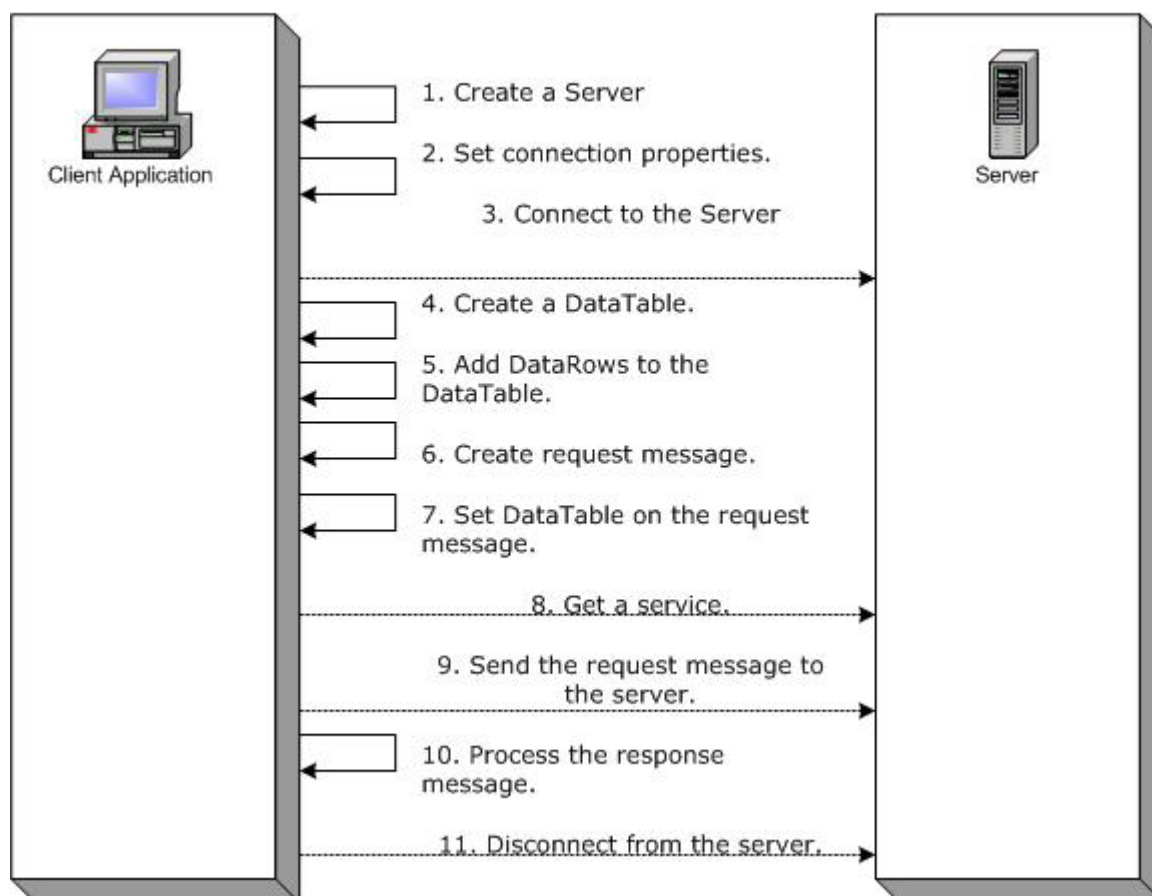 Client Application
Server
1. Create a Server
2. Set connection properties.
3. Connect to the Server
4. Create a DataTable.
5. Add DataRows to the
DataTable.
6. Create request message.
7. Set DataTable on the request
message.
8. Get a service.
9. Send the request message to
the server.
10. Process the response
message.
11. Disconnect from the server.